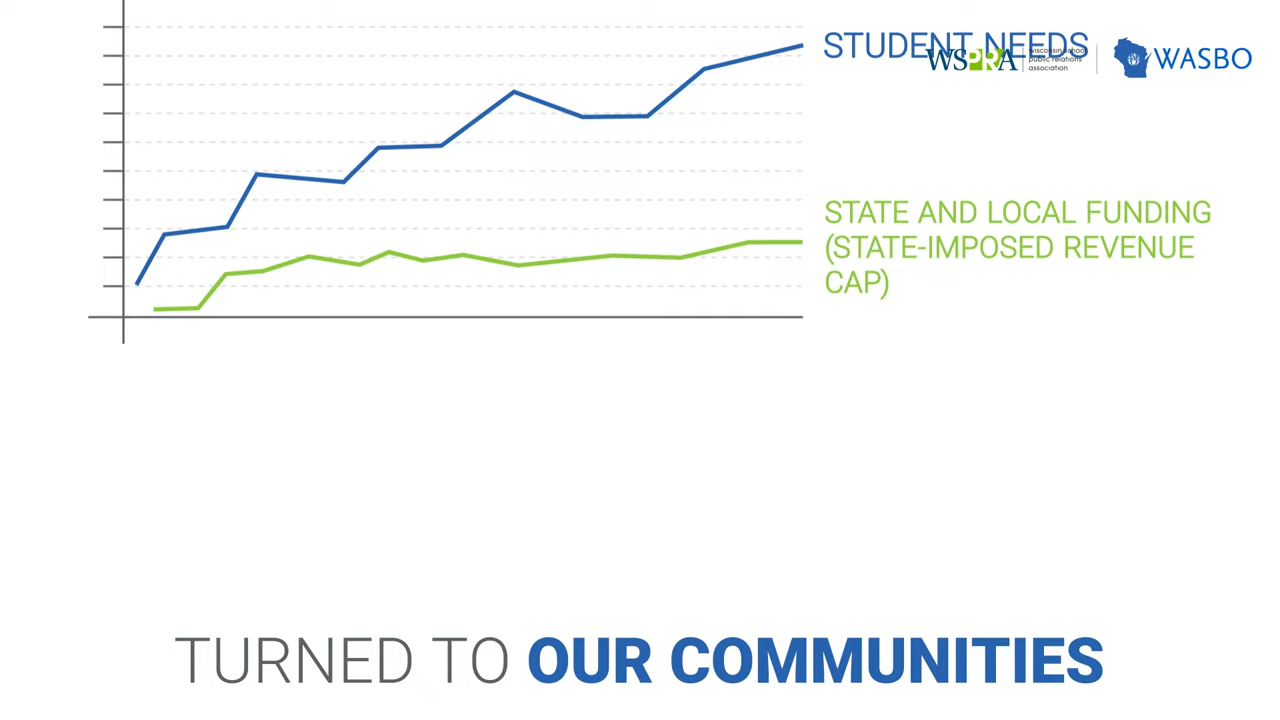 STUDENT NEEDS
WSPRA
wisconsin school
public relations
association
WASBO
STATE AND LOCAL FUNDING
(STATE-IMPOSED REVENUE
CAP)
TURNED TO OUR COMMUNITIES